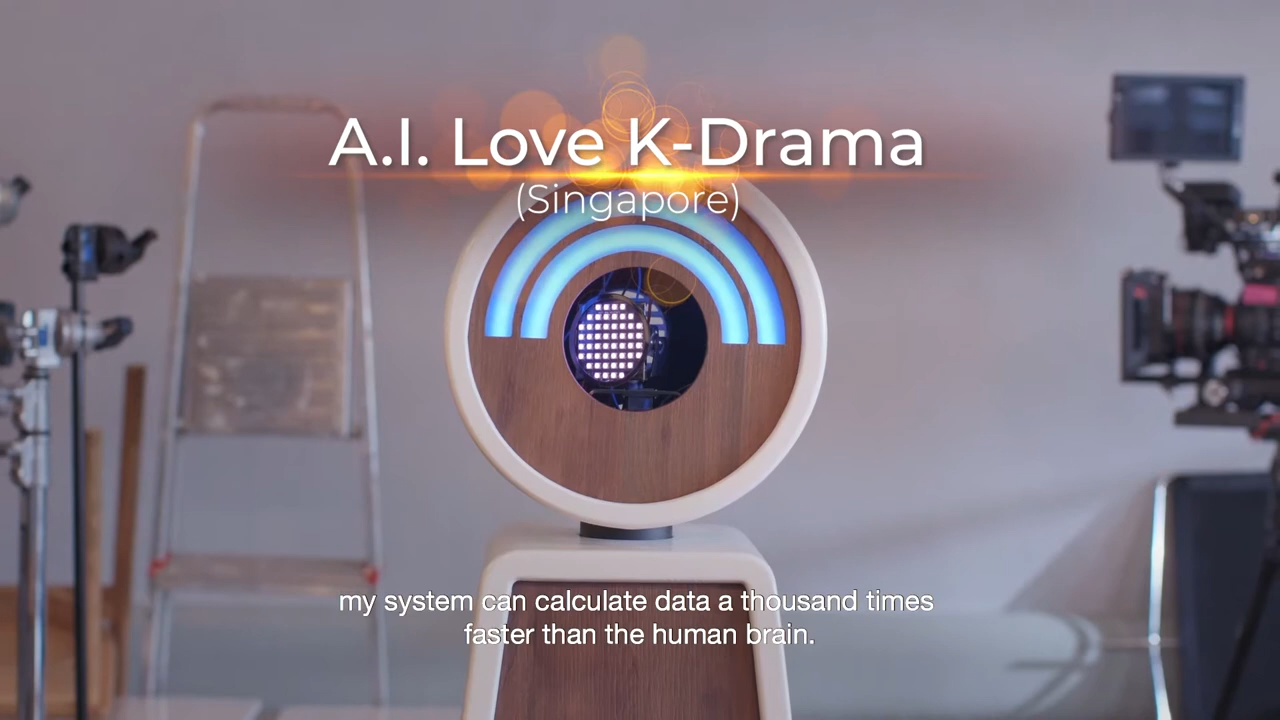 A.I. Love K-Drama
(Singapore)
my system can calculate data a thousand times
faster than the human brain.